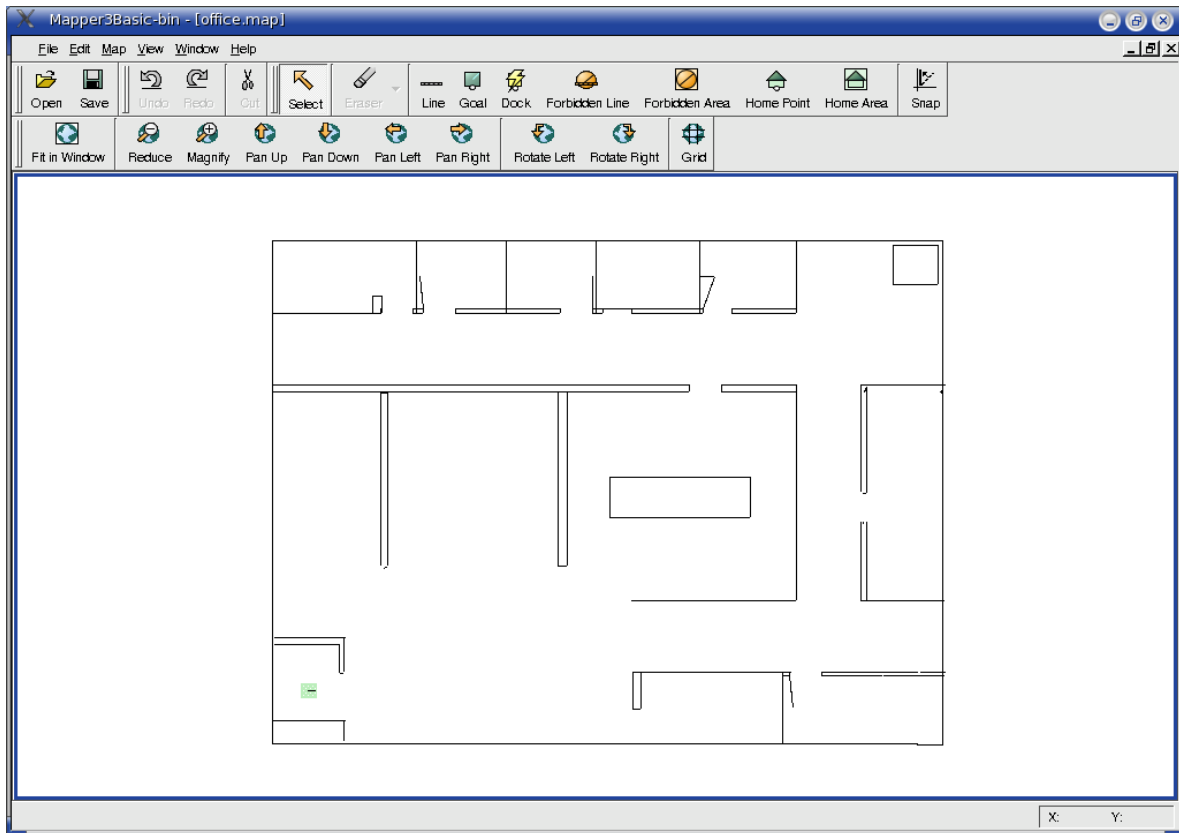 Mapper3Basic-bin - [office.map]
File Edit Map View Window Help
Open Save Undo Redo Cut Select Eraser Line Goal Dock Forbidden Line Forbidden Area Home Point Home Area Snap
Fit in Window Reduce Magnify Pan Up Pan Down Pan Left Pan Right Rotate Left Rotate Right Grid
X: Y: